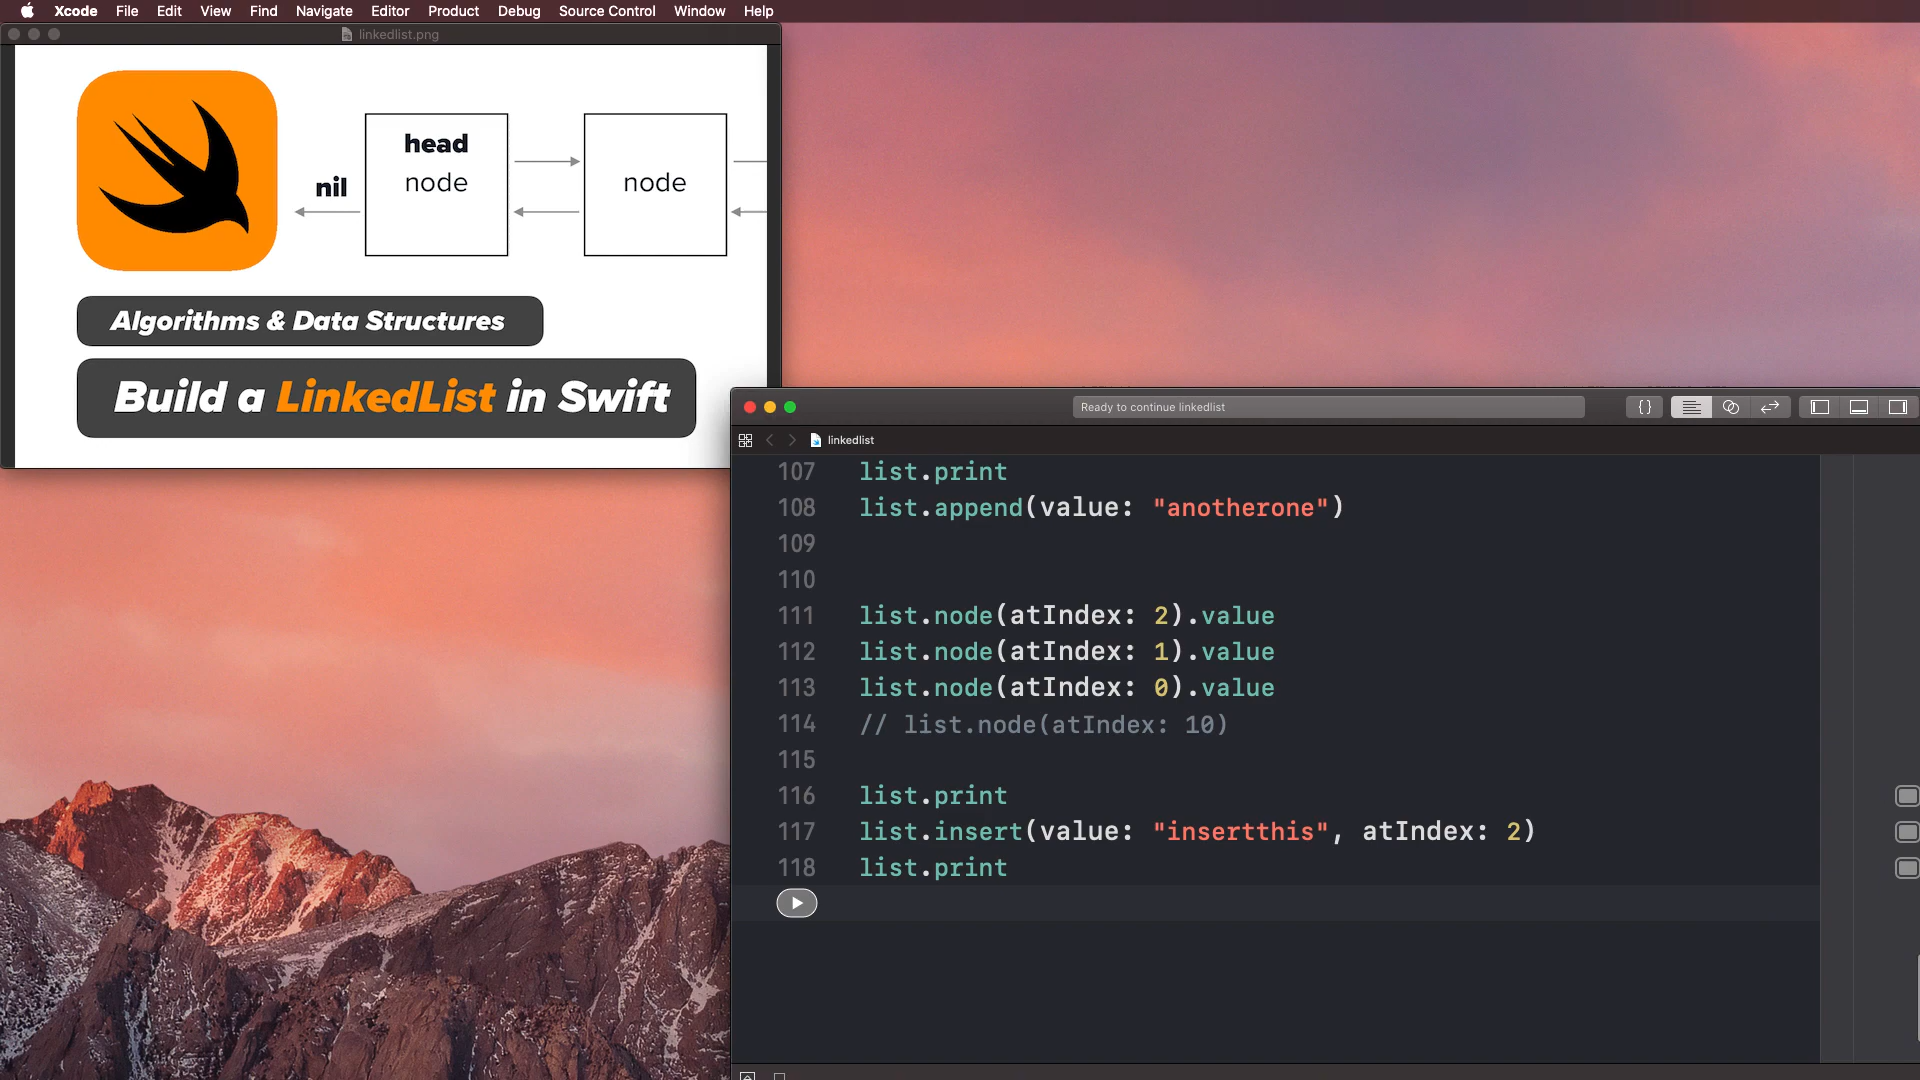 Xcode File Edit View Find Navigate Editor Product Debug Source Control Window Help
linkedlist.png
head
node
nil
node
Algorithms & Data Structures
Build a LinkedList in Swift
Ready to continue linkedlist
{}
linkedlist
107 list.print
108 list.append(value: "anotherone")
109
110
111 list.node(atIndex: 2).value
112 list.node(atIndex: 1).value
113 list.node(atIndex: 0).value
114 // list.node(atIndex: 10)
115
116 list.print
117 list.insert(value: "insertthis", atIndex: 2)
118 list.print